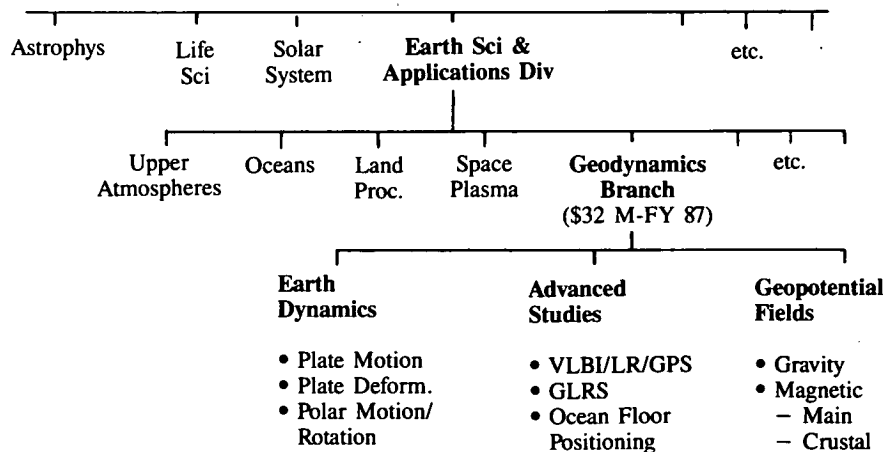 Astrophys
Life
Sci
Solar
System
Earth Sci &
Applications Div
etc.
Upper
Atmospheres
Oceans
Land
Proc.
Space
Plasma
Geodynamics
Branch
($32 M-FY 87)
etc.
Earth
Dynamics
• Plate Motion
• Plate Deform.
• Polar Motion/
Rotation
Advanced
Studies
• VLBI/LR/GPS
• GLRS
• Ocean Floor
Positioning
Geopotential
Fields
• Gravity
• Magnetic
– Main
– Crustal